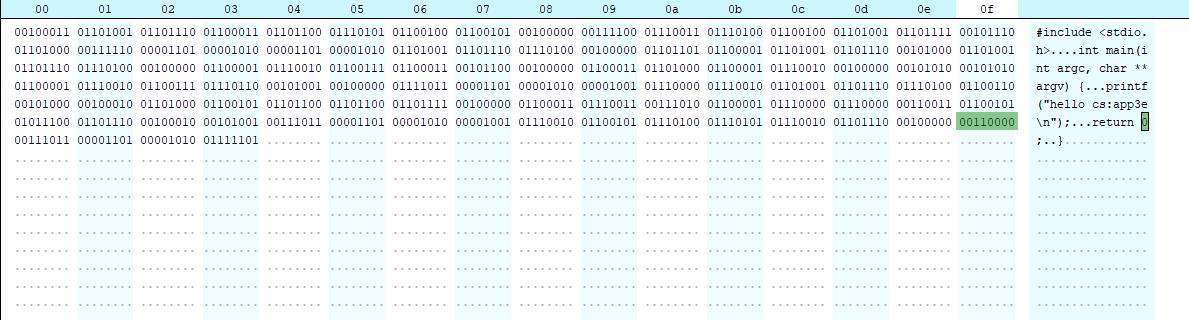 00 01 02 03 04 05 06 07 08 09 0a 0b 0c 0d 0e 0f
00100011 01101001 01101110 01100011 01101100 01110101 01100100 01100101 00100000 00111100 01110011 01110100 01100100 01101001 01101111 00101110 #include <stdio.
01101000 00111110 00001101 00001010 00001101 00001010 01101001 01101110 01110100 00100000 01101101 01100001 01101001 01101110 00101000 01101001 h>....int main(i
01101110 01110100 00100000 01100001 01110010 01100111 01100011 00101100 00100000 01100011 01101000 01100001 01110010 00100000 00101010 00101010 nt argc, char **
01100001 01110010 01100111 01110110 00101001 00100000 01111011 00001101 00001010 00001001 01110000 01110010 01101001 01101110 01110100 01100110 argv) {...printf
00101000 00100010 01101000 01100101 01101100 01101100 01101111 00100000 01100011 01110011 00111010 01100001 01110000 01110000 00110011 01100101 ("hello cs:app3e
01011100 01101110 00100010 00101001 00111011 00001101 00001010 00001001 01110010 01100101 01110100 01110101 01110010 01101110 00100000 00110000 \n");...return 0
00111011 00001101 00001010 01111101 ;..}